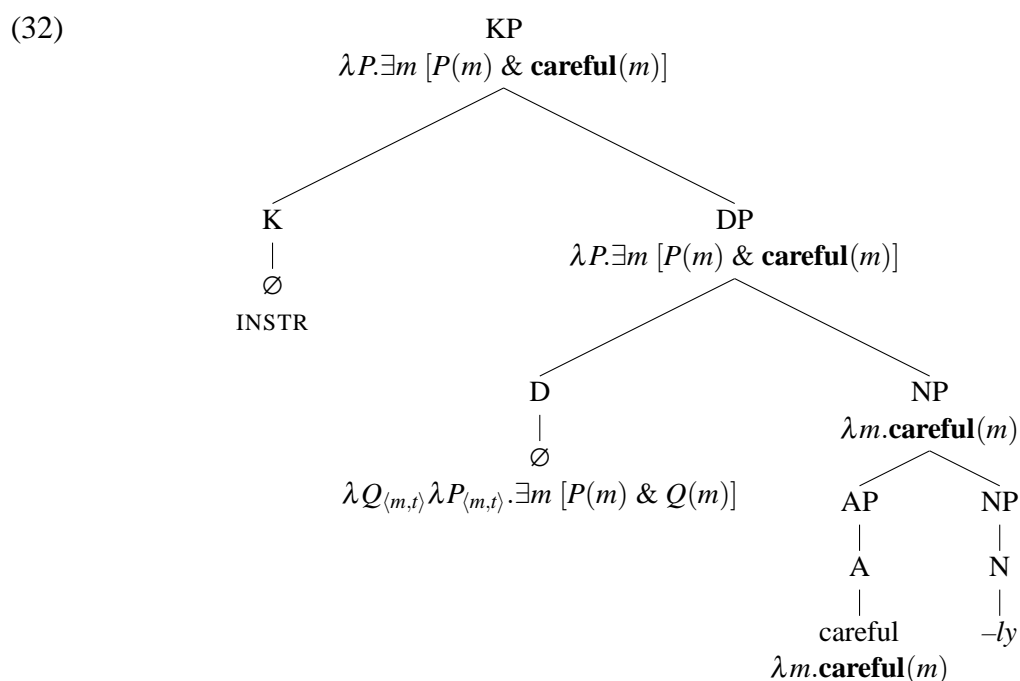 (32)
KP
λP.∃m [P(m) & careful(m)]
K DP
∅ λP.∃m [P(m) & careful(m)]
INSTR
D NP
∅ λm.careful(m)
λQ⟨m,t⟩λP⟨m,t⟩.∃m [P(m) & Q(m)]
AP NP
A N
careful –ly
λm.careful(m)